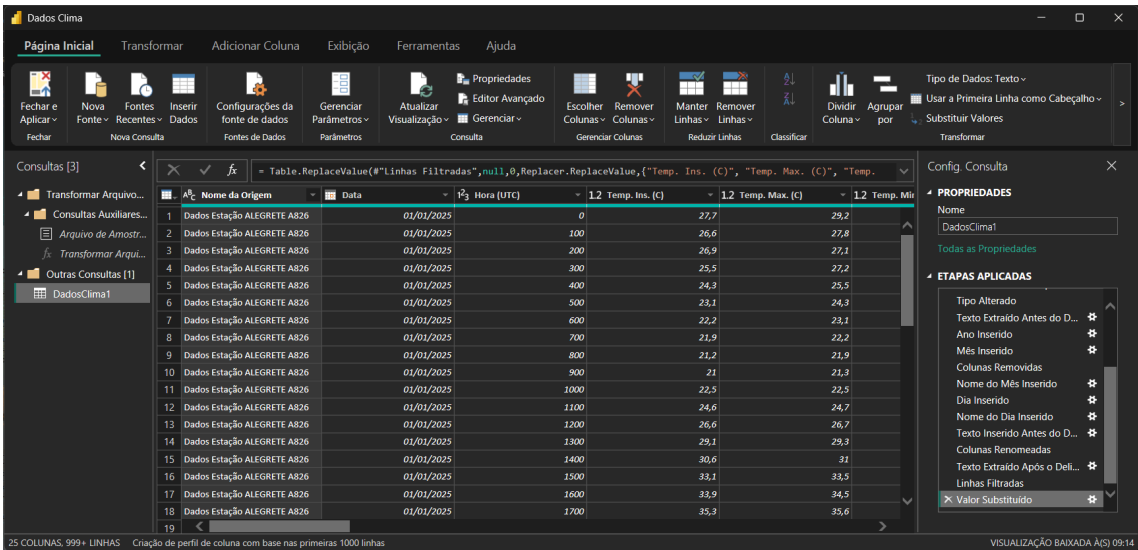 Dados Clima
Página Inicial Transformar Adicionar Coluna Exibição Ferramentas Ajuda
Fechar e Aplicar
Nova Fonte
Fontes Recentes
Inserir Dados
Configurações da fonte de dados
Gerenciar Parâmetros
Atualizar Visualização
Propriedades
Editor Avançado
Gerenciar
Escolher Colunas
Remover Colunas
Manter Linhas
Remover Linhas
Dividir Coluna
Agrupar por
Tipo de Dados: Texto
Usar a Primeira Linha como Cabeçalho
Substituir Valores
Fechar Nova Consulta Fontes de Dados Parâmetros Consulta Gerenciar Colunas Reduzir Linhas Classificar Transformar
Consultas [3]
Transformar Arquivo...
Consultas Auxiliares...
Arquivo de Amostr...
fx Transformar Arqui...
Outras Consultas [1]
DadosClima1
fx = Table.ReplaceValue(#"Linhas Filtradas",null,0,Replacer.ReplaceValue,{"Temp. Ins. (C)", "Temp. Max. (C)", "Temp.
ABC Nome da Origem Data 123 Hora (UTC) 1.2 Temp. Ins. (C) 1.2 Temp. Max. (C) 1.2 Temp. Min
1 Dados Estação ALEGRETE A826 01/01/2025 0 27,7 29,2
2 Dados Estação ALEGRETE A826 01/01/2025 100 26,6 27,8
3 Dados Estação ALEGRETE A826 01/01/2025 200 26,9 27,1
4 Dados Estação ALEGRETE A826 01/01/2025 300 25,5 27,2
5 Dados Estação ALEGRETE A826 01/01/2025 400 24,3 25,5
6 Dados Estação ALEGRETE A826 01/01/2025 500 23,1 24,3
7 Dados Estação ALEGRETE A826 01/01/2025 600 22,2 23,1
8 Dados Estação ALEGRETE A826 01/01/2025 700 21,9 22,2
9 Dados Estação ALEGRETE A826 01/01/2025 800 21,2 21,9
10 Dados Estação ALEGRETE A826 01/01/2025 900 21 21,3
11 Dados Estação ALEGRETE A826 01/01/2025 1000 22,5 22,5
12 Dados Estação ALEGRETE A826 01/01/2025 1100 24,6 24,7
13 Dados Estação ALEGRETE A826 01/01/2025 1200 26,6 26,7
14 Dados Estação ALEGRETE A826 01/01/2025 1300 29,1 29,3
15 Dados Estação ALEGRETE A826 01/01/2025 1400 30,6 31
16 Dados Estação ALEGRETE A826 01/01/2025 1500 33,1 33,5
17 Dados Estação ALEGRETE A826 01/01/2025 1600 33,9 34,5
18 Dados Estação ALEGRETE A826 01/01/2025 1700 35,3 35,6
19
Config. Consulta
PROPRIEDADES
Nome
DadosClima1
Todas as Propriedades
ETAPAS APLICADAS
Tipo Alterado
Texto Extraído Antes do D...
Ano Inserido
Mês Inserido
Colunas Removidas
Nome do Mês Inserido
Dia Inserido
Nome do Dia Inserido
Texto Inserido Antes do D...
Colunas Renomeadas
Texto Extraído Após o Deli...
Linhas Filtradas
Valor Substituído
25 COLUNAS, 999+ LINHAS Criação de perfil de coluna com base nas primeiras 1000 linhas
VISUALIZAÇÃO BAIXADA À(S) 09:14